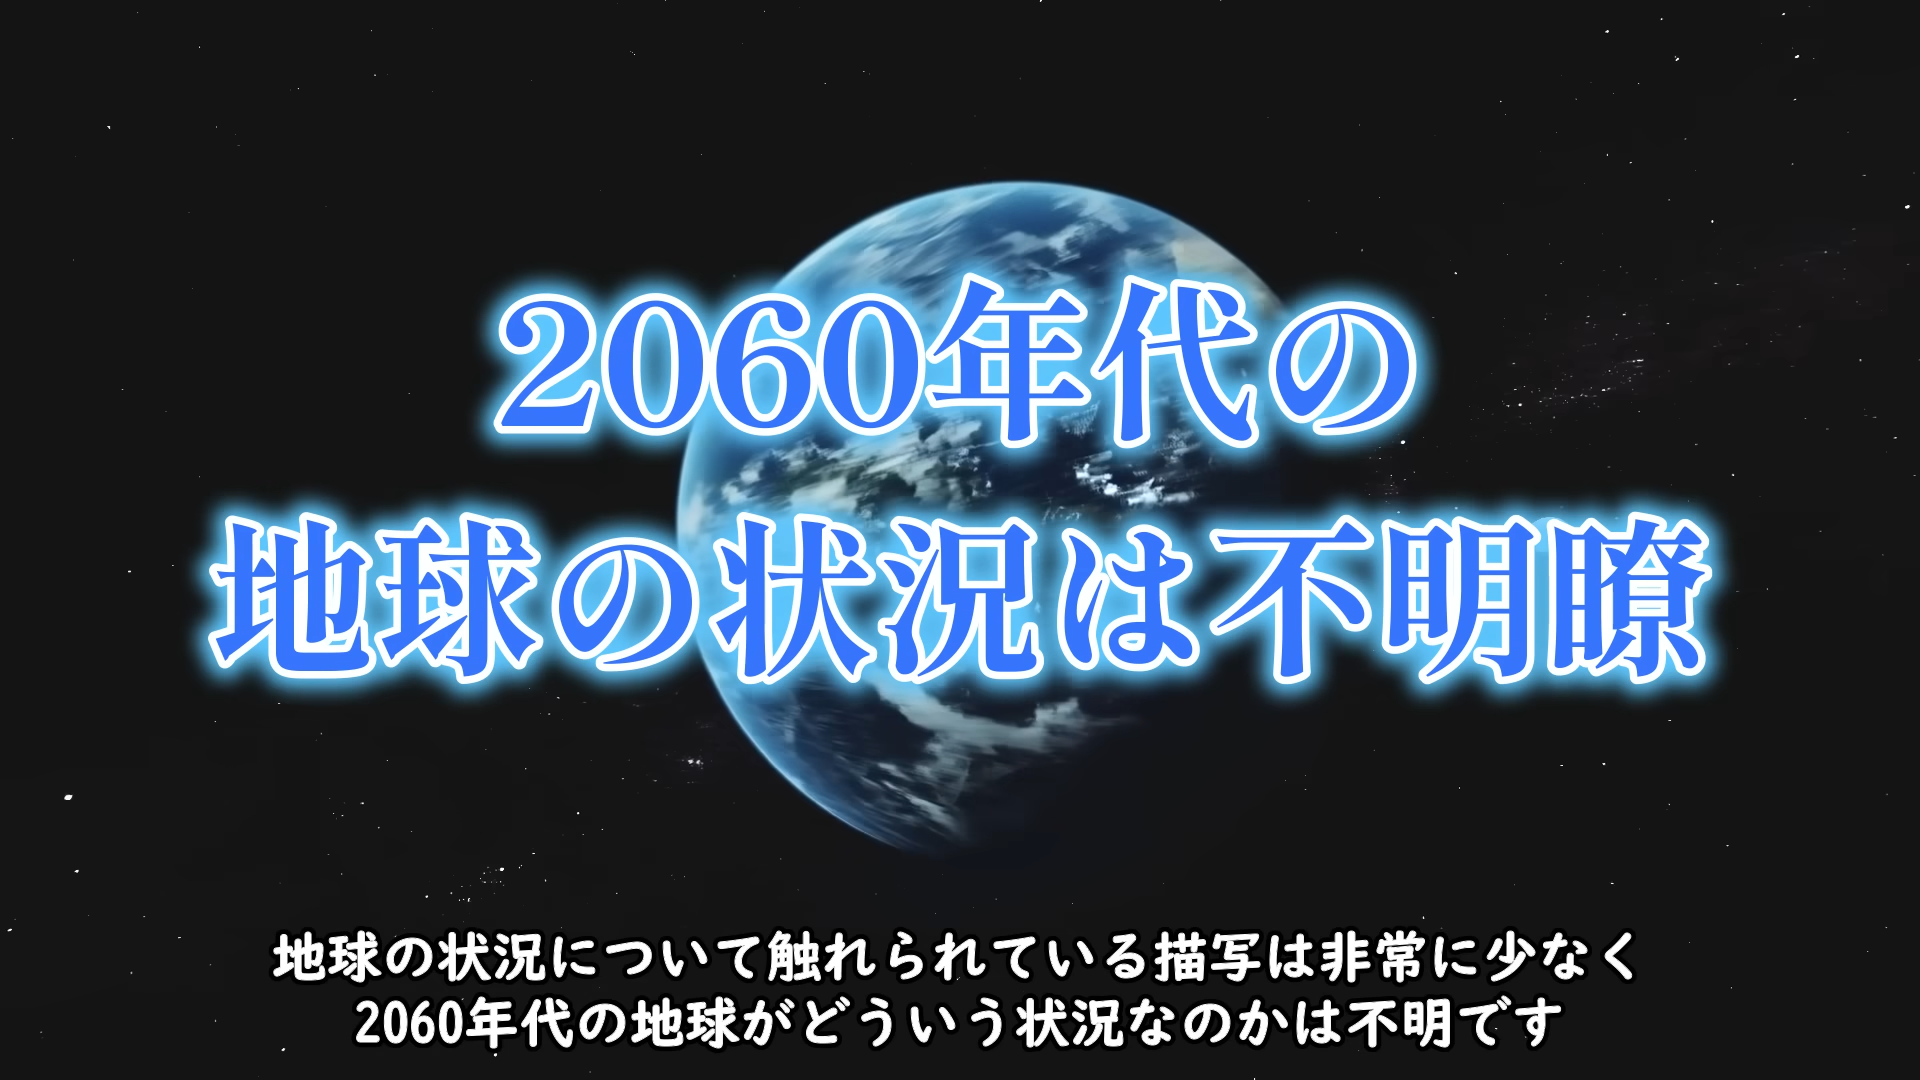 2060年代の
地球の状況は不明瞭
地球の状況について触れられている描写は非常に少なく
2060年代の地球がどういう状況なのかは不明です